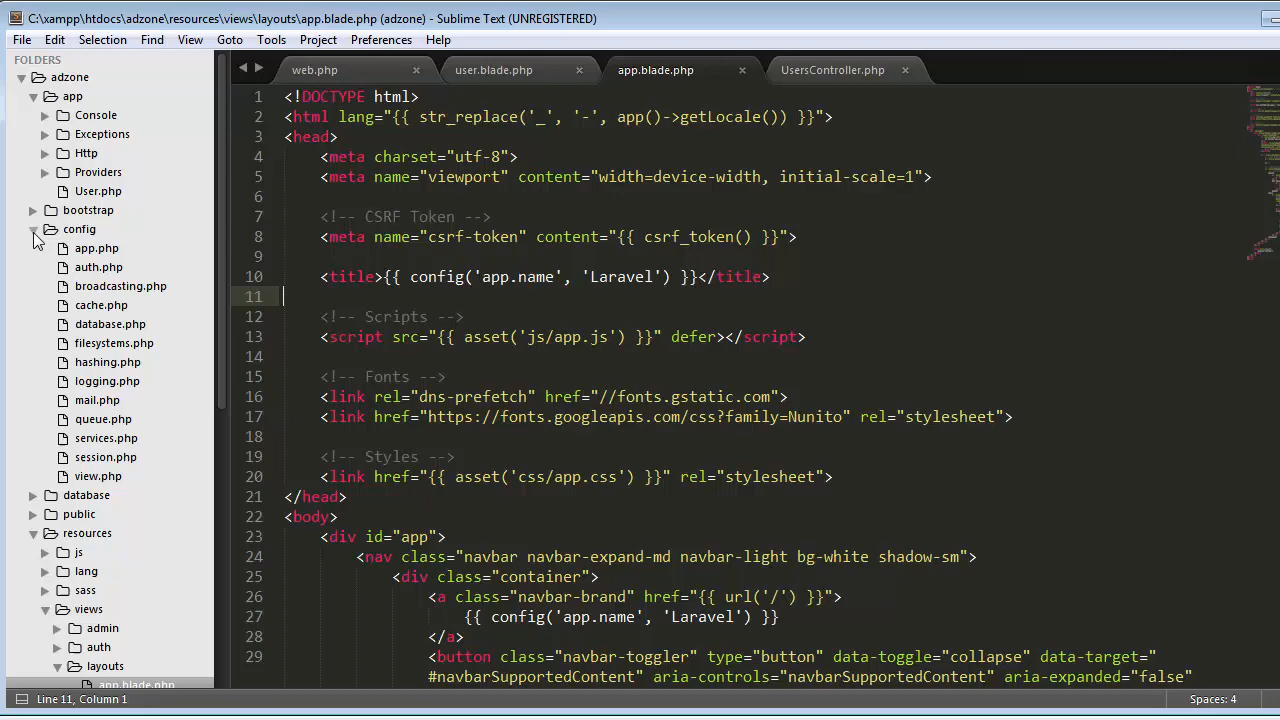 C:\xampp\htdocs\adzone\resources\views\layouts\app.blade.php (adzone) - Sublime Text (UNREGISTERED)
File Edit Selection Find View Goto Tools Project Preferences Help
FOLDERS
adzone
app
Console
Exceptions
Http
Providers
User.php
bootstrap
config
app.php
auth.php
broadcasting.php
cache.php
database.php
filesystems.php
hashing.php
logging.php
mail.php
queue.php
services.php
session.php
view.php
database
public
resources
js
lang
sass
views
admin
auth
layouts
app.blade.php
web.php × user.blade.php × app.blade.php × UsersController.php ×
1 <!DOCTYPE html>
2 <html lang="{{ str_replace('_', '-', app()->getLocale()) }}">
3 <head>
4 <meta charset="utf-8">
5 <meta name="viewport" content="width=device-width, initial-scale=1">
6
7 <!-- CSRF Token -->
8 <meta name="csrf-token" content="{{ csrf_token() }}">
9
10 <title>{{ config('app.name', 'Laravel') }}</title>
11
12 <!-- Scripts -->
13 <script src="{{ asset('js/app.js') }}" defer></script>
14
15 <!-- Fonts -->
16 <link rel="dns-prefetch" href="//fonts.gstatic.com">
17 <link href="https://fonts.googleapis.com/css?family=Nunito" rel="stylesheet">
18
19 <!-- Styles -->
20 <link href="{{ asset('css/app.css') }}" rel="stylesheet">
21 </head>
22 <body>
23 <div id="app">
24 <nav class="navbar navbar-expand-md navbar-light bg-white shadow-sm">
25 <div class="container">
26 <a class="navbar-brand" href="{{ url('/') }}">
27 {{ config('app.name', 'Laravel') }}
28 </a>
29 <button class="navbar-toggler" type="button" data-toggle="collapse" data-target="
#navbarSupportedContent" aria-controls="navbarSupportedContent" aria-expanded="false"
Line 11, Column 1
Spaces: 4